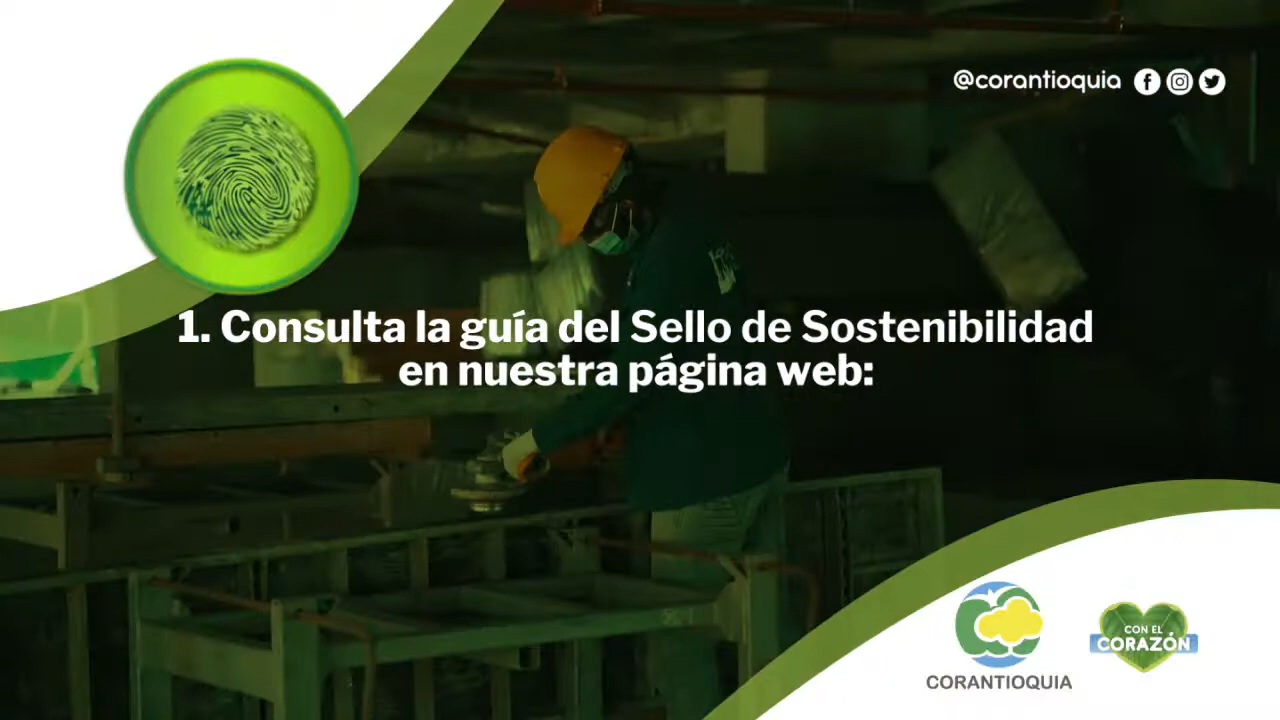 @corantioquia
1. Consulta la guía del Sello de Sostenibilidad
en nuestra página web:
CON EL
CORAZÓN
CORANTIOQUIA